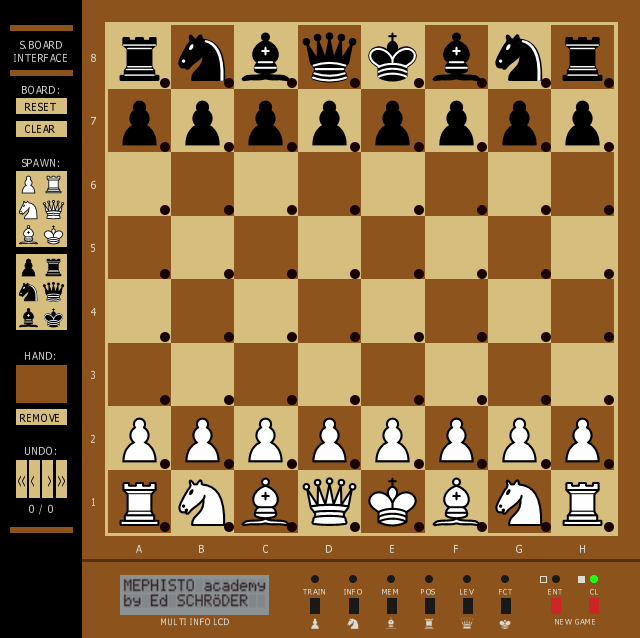 S.BOARD
INTERFACE
BOARD:
RESET
CLEAR
SPAWN:
HAND:
REMOVE
UNDO:
0 / 0
8
7
6
5
4
3
2
1
A B C D E F G H
MEPHISTO academy
by Ed SCHRöDER
MULTI INFO LCD
TRAIN INFO MEM POS LEV FCT ENT CL
NEW GAME